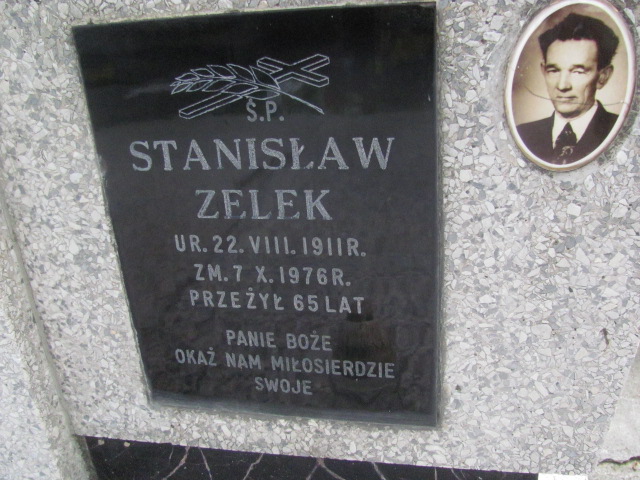 Ś.P.
STANISŁAW
ZELEK
UR. 22. VIII. 1911R.
ZM. 7 X. 1976R.
PRZEŻYŁ 65 LAT
PANIE BOŻE
OKAŻ NAM MIŁOSIERDZIE
SWOJE